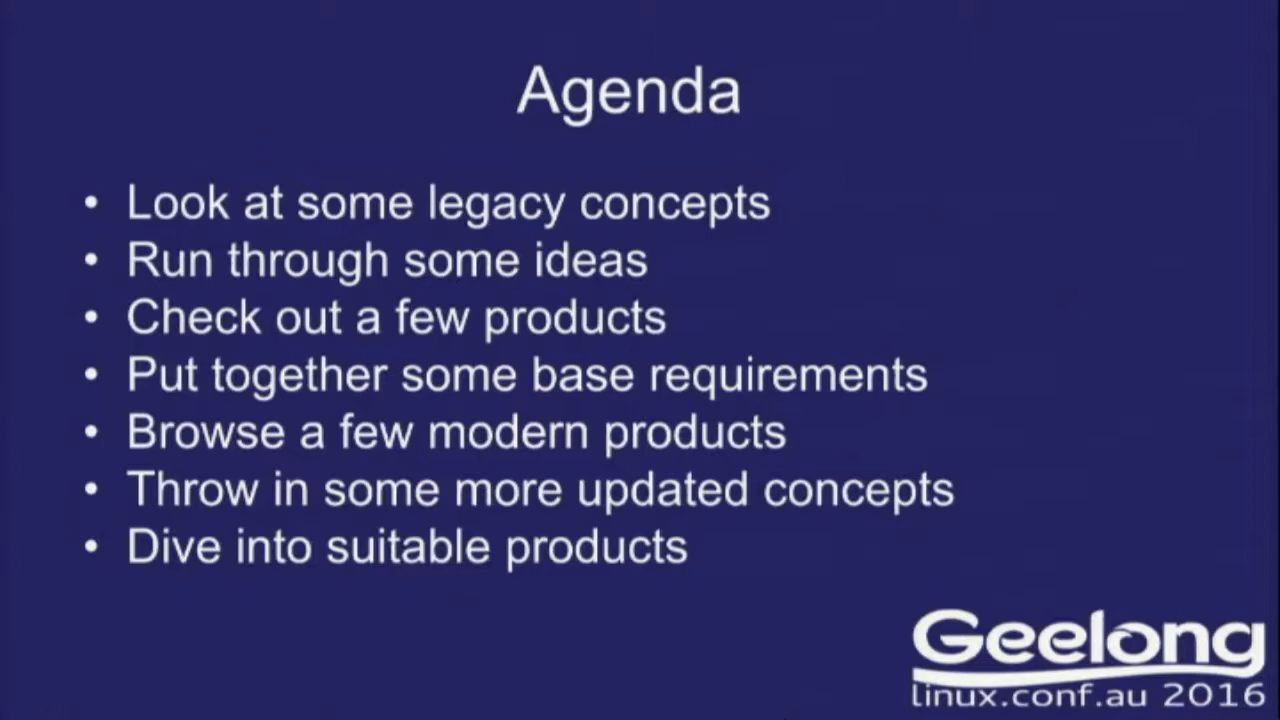 Agenda
• Look at some legacy concepts
• Run through some ideas
• Check out a few products
• Put together some base requirements
• Browse a few modern products
• Throw in some more updated concepts
• Dive into suitable products
Geelong
linux.conf.au 2016